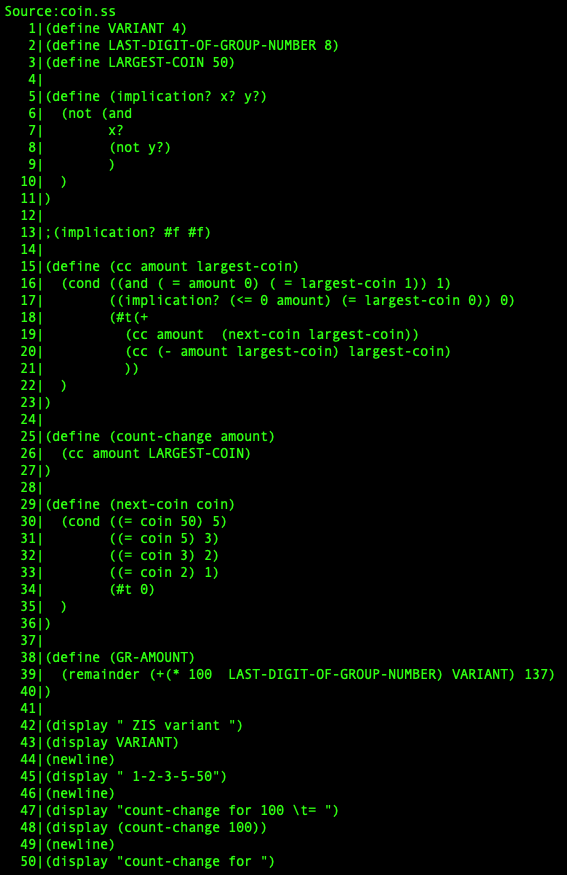 Source:coin.ss
   1|(define VARIANT 4)
   2|(define LAST-DIGIT-OF-GROUP-NUMBER 8)
   3|(define LARGEST-COIN 50)
   4|
   5|(define (implication? x? y?)
   6|  (not (and
   7|        x?
   8|        (not y?)
   9|        )
  10|  )
  11|)
  12|
  13|;(implication? #f #f)
  14|
  15|(define (cc amount largest-coin)
  16|  (cond ((and ( = amount 0) ( = largest-coin 1)) 1)
  17|        ((implication? (<= 0 amount) (= largest-coin 0)) 0)
  18|        (#t(+
  19|          (cc amount  (next-coin largest-coin))
  20|          (cc (- amount largest-coin) largest-coin)
  21|          ))
  22|  )
  23|)
  24|
  25|(define (count-change amount)
  26|  (cc amount LARGEST-COIN)
  27|)
  28|
  29|(define (next-coin coin)
  30|  (cond ((= coin 50) 5)
  31|        ((= coin 5) 3)
  32|        ((= coin 3) 2)
  33|        ((= coin 2) 1)
  34|        (#t 0)
  35|  )
  36|)
  37|
  38|(define (GR-AMOUNT)
  39|  (remainder (+(* 100  LAST-DIGIT-OF-GROUP-NUMBER) VARIANT) 137)
  40|)
  41|
  42|(display " ZIS variant ")
  43|(display VARIANT)
  44|(newline)
  45|(display " 1-2-3-5-50")
  46|(newline)
  47|(display "count-change for 100 \t= ")
  48|(display (count-change 100))
  49|(newline)
  50|(display "count-change for ")